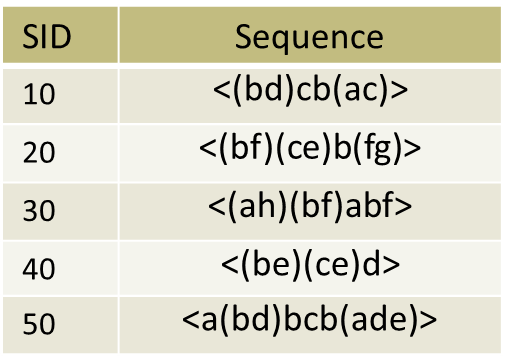 SID Sequence
10 <(bd)cb(ac)>
20 <(bf)(ce)b(fg)>
30 <(ah)(bf)abf>
40 <(be)(ce)d>
50 <a(bd)bcb(ade)>